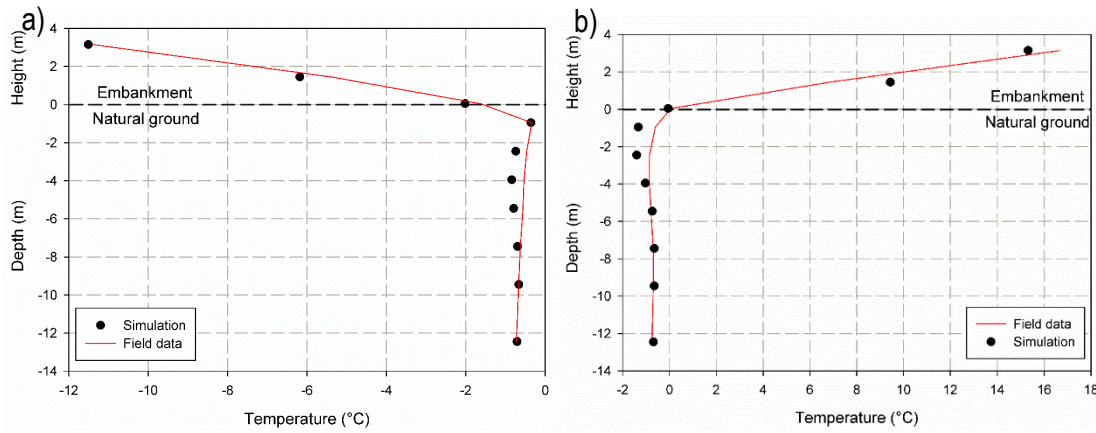 a)
4
2
0
-2
-4
-6
-8
-10
-12
-14
Height (m)
Depth (m)
Embankment
Natural ground
Simulation
Field data
-12 -10 -8 -6 -4 -2 0
Temperature (°C)
b)
4
2
0
-2
-4
-6
-8
-10
-12
-14
Height (m)
Depth (m)
Embankment
Natural ground
Field data
Simulation
-2 0 2 4 6 8 10 12 14 16 18
Temperature (°C)